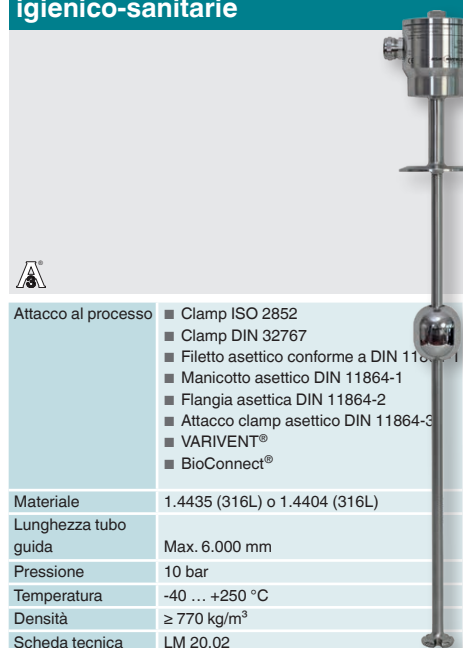 igienico-sanitarie
Attacco al processo
■ Clamp ISO 2852
■ Clamp DIN 32767
■ Filetto asettico conforme a DIN
■ Manicotto asettico DIN 11864-1
■ Flangia asettica DIN 11864-2
■ Attacco clamp asettico DIN 11864-3
■ VARIVENT®
■ BioConnect®
Materiale 1.4435 (316L) o 1.4404 (316L)
Lunghezza tubo
guida Max. 6.000 mm
Pressione 10 bar
Temperatura -40 … +250 °C
Densità ≥ 770 kg/m³
Scheda tecnica LM 20.02